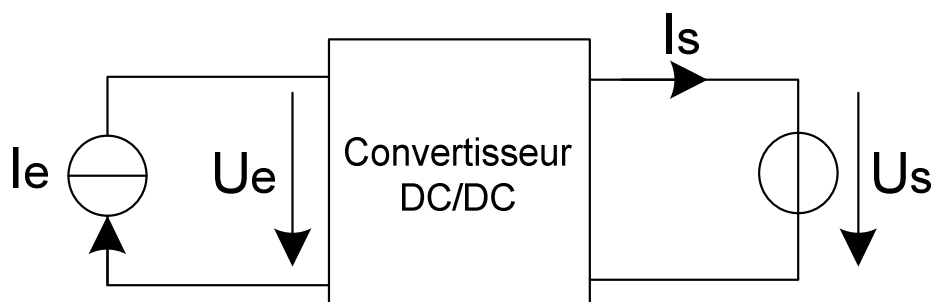 Is
Ie
Ue
Convertisseur
DC/DC
Us